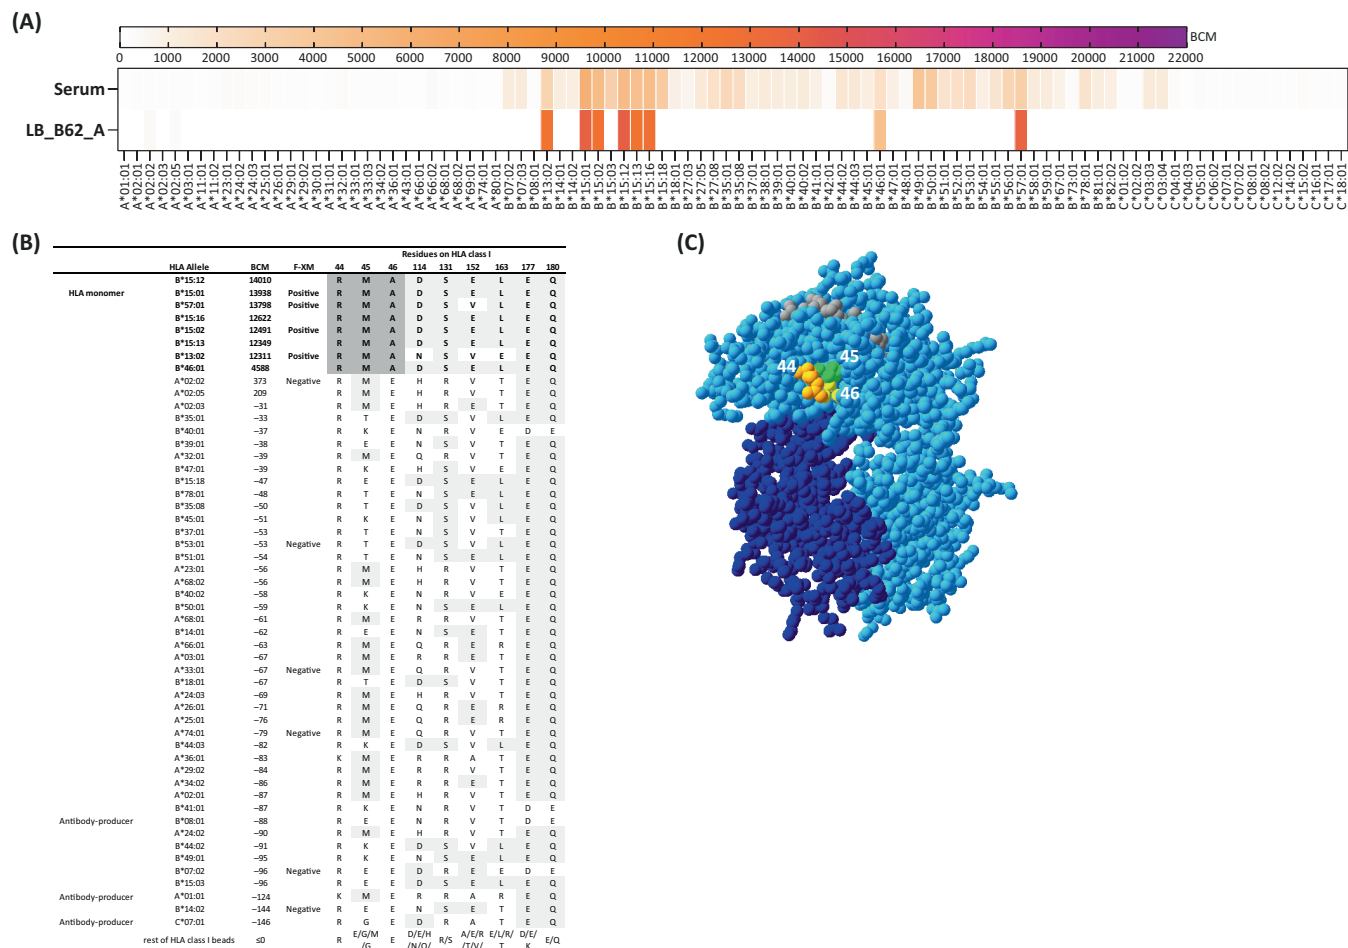 (A)
BCM
0 1000 2000 3000 4000 5000 6000 7000 8000 9000 10000 11000 12000 13000 14000 15000 16000 17000 18000 19000 20000 21000 22000
Serum
LB_B62_A
A*01:01
A*02:01
A*02:02
A*02:03
A*02:05
A*03:01
A*11:01
A*11:02
A*23:01
A*24:02
A*24:03
A*25:01
A*26:01
A*29:01
A*29:02
A*30:01
A*31:01
A*32:01
A*33:01
A*33:03
A*34:02
A*36:01
A*43:01
A*66:01
A*66:02
A*68:01
A*68:02
A*69:01
A*74:01
A*80:01
B*07:02
B*27:03
B*08:01
B*13:02
B*14:01
B*14:02
B*15:01
B*15:02
B*15:12
B*15:13
B*15:16
B*15:18
B*18:01
B*27:03
B*27:05
B*27:08
B*35:01
B*35:08
B*37:01
B*38:01
B*39:01
B*40:01
B*40:02
B*41:01
B*42:01
B*44:02
B*44:03
B*45:01
B*46:01
B*47:01
B*48:01
B*49:01
B*50:01
B*51:01
B*52:01
B*53:01
B*54:01
B*55:01
B*56:01
B*57:01
B*58:01
B*59:01
B*67:01
B*73:01
B*78:01
B*81:01
B*82:02
C*01:02
C*02:02
C*03:03
C*03:04
C*04:01
C*04:03
C*05:01
C*06:02
C*07:01
C*07:02
C*08:01
C*08:02
C*12:02
C*14:02
C*15:02
C*16:01
C*17:01
C*18:01
(B)
Residues on HLA class I
HLA Allele BCM F-XM 44 45 46 114 131 152 163 177 180
B*15:12 14010 R M A D S E L E Q
HLA monomer B*15:01 13938 Positive R M A D S E L E Q
B*57:01 13798 Positive R M A D S V L E Q
B*15:16 12622 R M A D S E L E Q
B*15:02 12491 Positive R M A D S E L E Q
B*15:13 12349 R M A D S E L E Q
B*13:02 12311 Positive R M A N S V E E Q
B*46:01 4588 R M A D S E L E Q
A*02:02 373 Negative R M E H R V T E Q
A*02:05 209 R M E H R V T E Q
A*02:03 –31 R M E H R E T E Q
B*35:01 –33 R T E D S V L E Q
B*40:01 –37 R K E N R V E D E
B*39:01 –38 R E E N S V T E Q
A*32:01 –39 R M E Q R V T E Q
B*47:01 –39 R K E H S V E E Q
B*15:18 –47 R E E D S E L E Q
B*78:01 –48 R T E N S E L E Q
B*35:08 –50 R T E D S V L E Q
B*45:01 –51 R K E N S V L E Q
B*37:01 –53 R T E N S V T E Q
B*53:01 –53 Negative R T E D S V L E Q
B*51:01 –54 R T E N S E L E Q
A*23:01 –56 R M E H R V T E Q
A*68:02 –56 R M E H R V T E Q
B*40:02 –58 R K E N R V E E Q
B*50:01 –59 R K E N S E L E Q
A*68:01 –61 R M E R R V T E Q
B*14:01 –62 R E E N S E T E Q
A*66:01 –63 R M E Q R E R E Q
A*03:01 –67 R M E R R E T E Q
A*33:01 –67 Negative R M E Q R V T E Q
B*18:01 –67 R T E D S V T E Q
A*24:03 –69 R M E H R V T E Q
A*26:01 –71 R M E Q R E R E Q
A*25:01 –76 R M E Q R E R E Q
A*74:01 –79 Negative R M E Q R V T E Q
B*44:03 –82 R K E D S V L E Q
A*36:01 –83 K M E R R A T E Q
A*29:02 –84 R M E R R V T E Q
A*34:02 –86 R M E R R E T E Q
A*02:01 –87 R M E H R V T E Q
B*41:01 –87 R K E N R V T D E
Antibody-producer B*08:01 –88 R E E N R V T D E
A*24:02 –90 R M E H R V T E Q
B*44:02 –91 R K E D S V L E Q
B*49:01 –95 R K E N S E L E Q
B*07:02 –96 Negative R E E D R E E D E
B*15:03 –96 R E E D S E L E Q
Antibody-producer A*01:01 –124 K M E R R A R E Q
B*14:02 –144 Negative R E E N S E T E Q
Antibody-producer C*07:01 –146 R G E D R A T E Q
rest of HLA class I beads ≤0 R E/G/M/G E D/E/H/N/Q/ R/S A/E/R/T/V/ E/L/R/T D/E/K E/Q
(C)
44
45
46